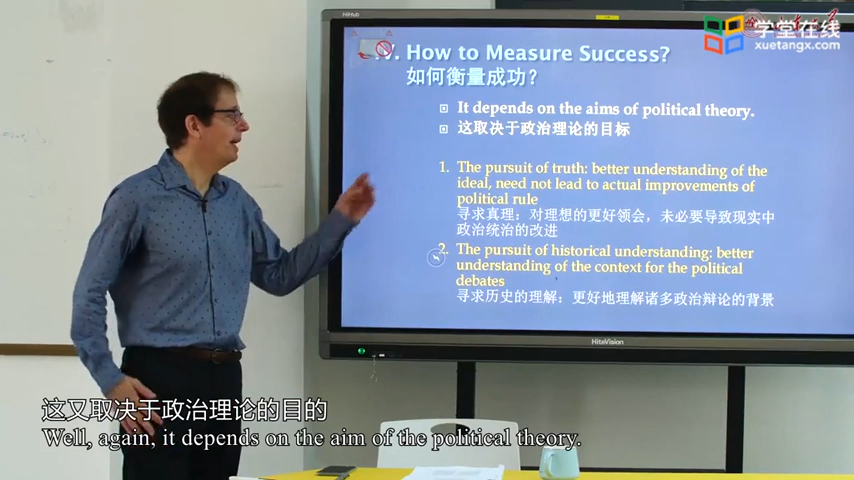 HiHub
学堂在线
xuetangx.com
IV. How to Measure Success?
如何衡量成功?
It depends on the aims of political theory.
这取决于政治理论的目标
1. The pursuit of truth: better understanding of the
ideal, need not lead to actual improvements of
political rule
寻求真理:对理想的更好领会,未必要导致现实中
政治统治的改进
2. The pursuit of historical understanding: better
understanding of the context for the political
debates
寻求历史的理解:更好地理解诸多政治辩论的背景
HiteVision
这又取决于政治理论的目的
Well, again, it depends on the aim of the political theory.